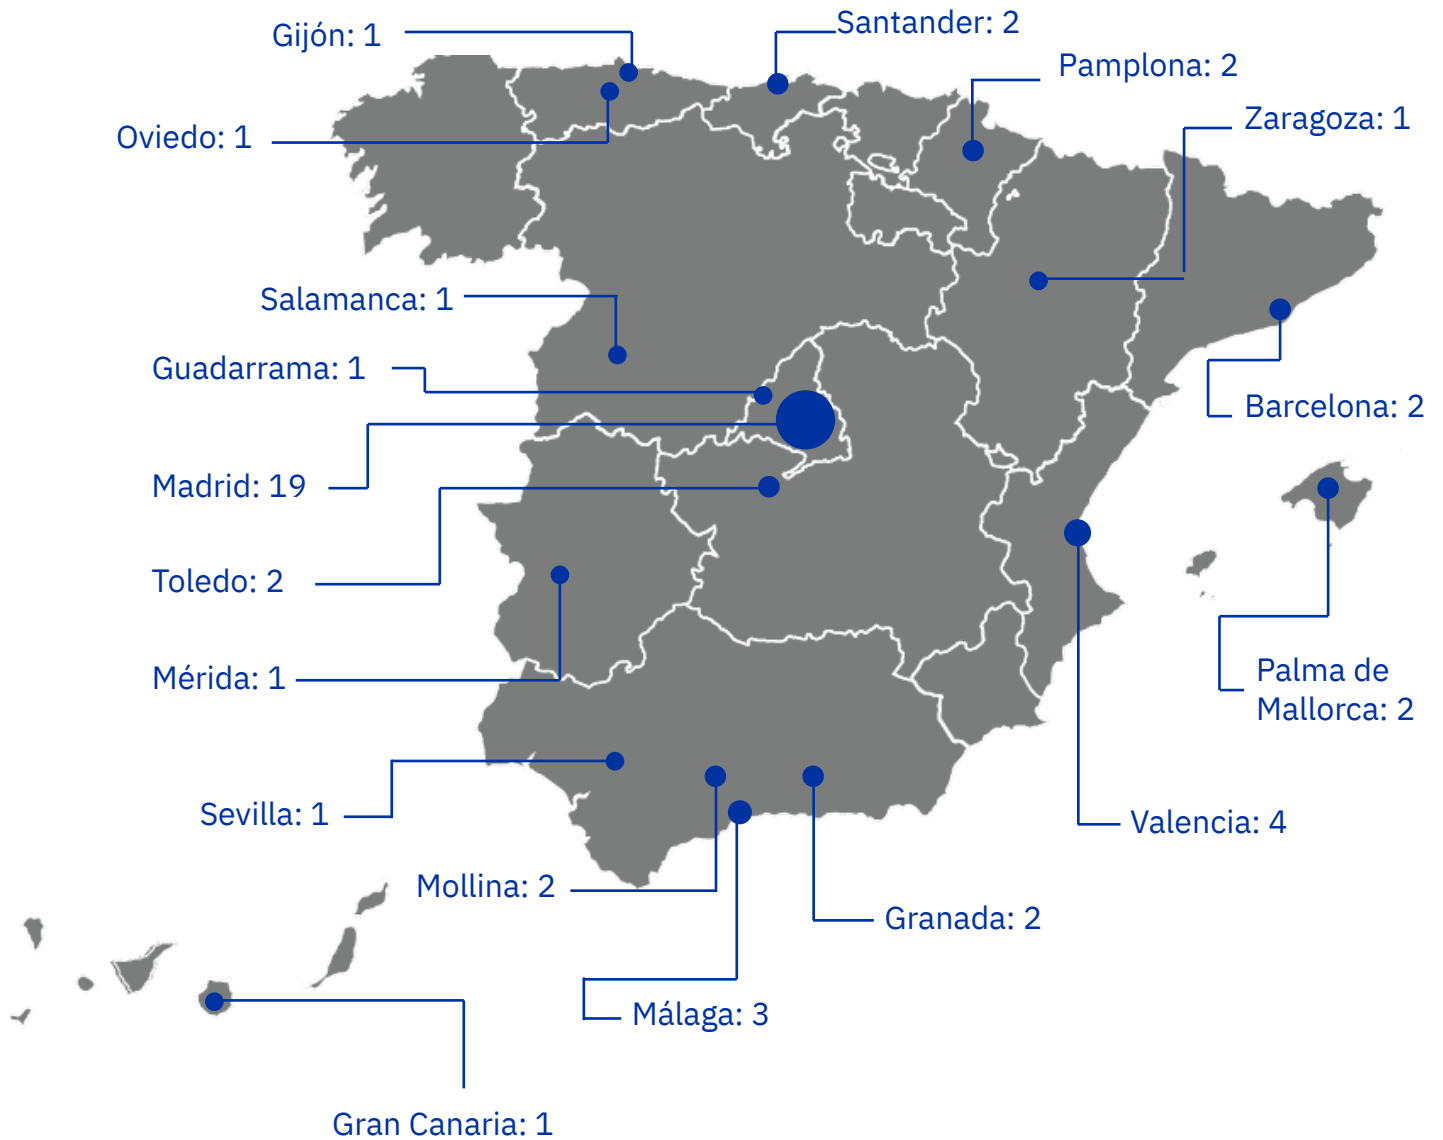 Gijón: 1
Santander: 2
Pamplona: 2
Zaragoza: 1
Oviedo: 1
Salamanca: 1
Guadarrama: 1
Barcelona: 2
Madrid: 19
Toledo: 2
Palma de
Mallorca: 2
Mérida: 1
Sevilla: 1
Valencia: 4
Mollina: 2
Granada: 2
Málaga: 3
Gran Canaria: 1